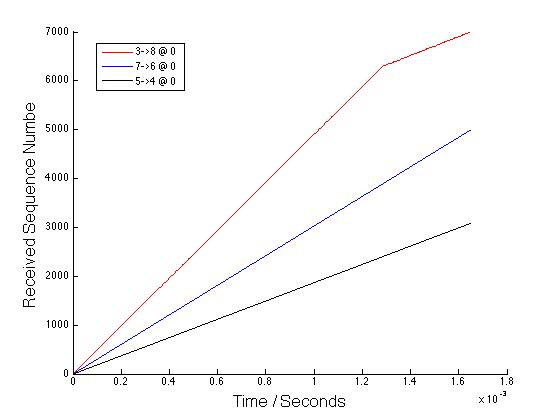 7000
3->8 @ 0
7->6 @ 0
5->4 @ 0
6000
5000
4000
3000
2000
1000
0
Received Sequence Numbe
0 0.2 0.4 0.6 0.8 1 1.2 1.4 1.6 1.8
Time / Seconds
x 10^-3